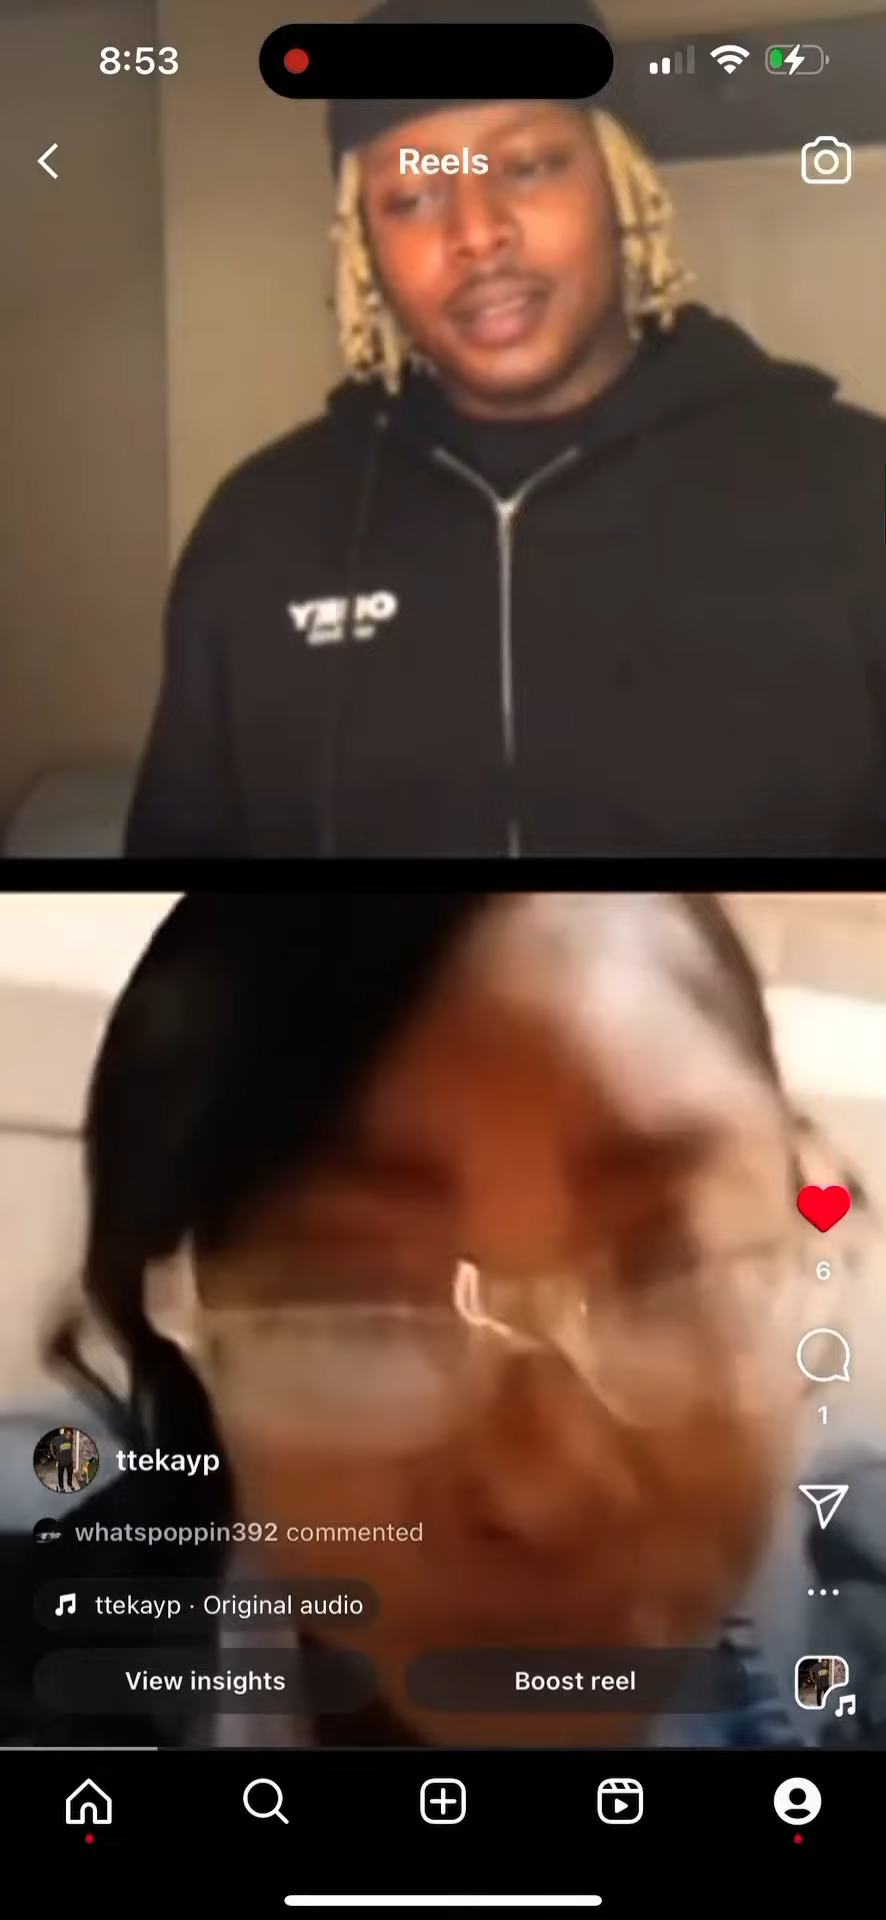 8:53
Reels
ttekayp
whatspoppin392 commented
ttekayp · Original audio
6
1
View insights
Boost reel